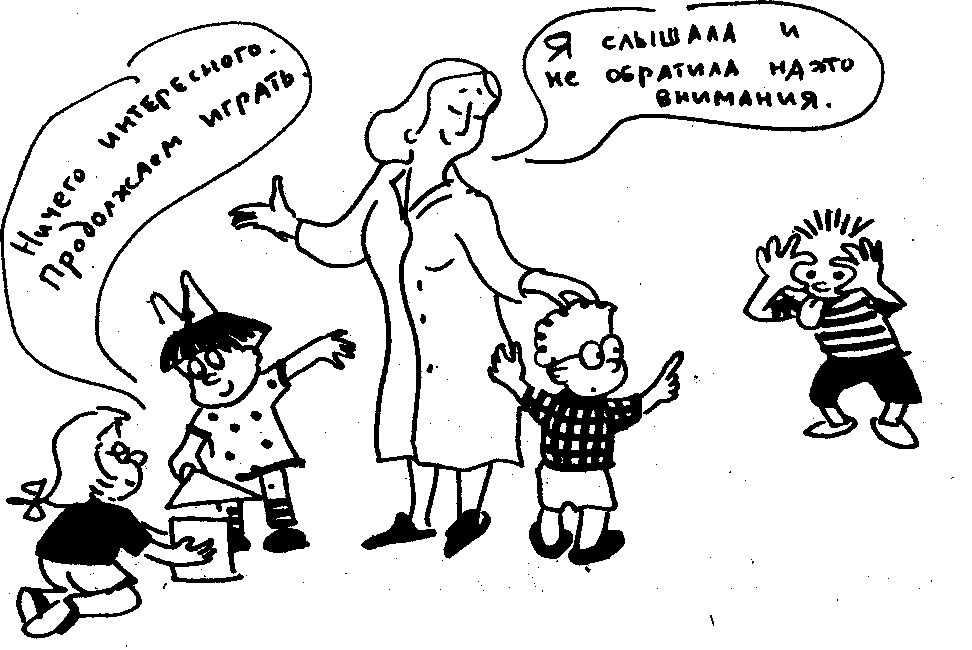 Ничего интересного.
Продолжаем играть
Я слышала и
не обратила на это
внимания.